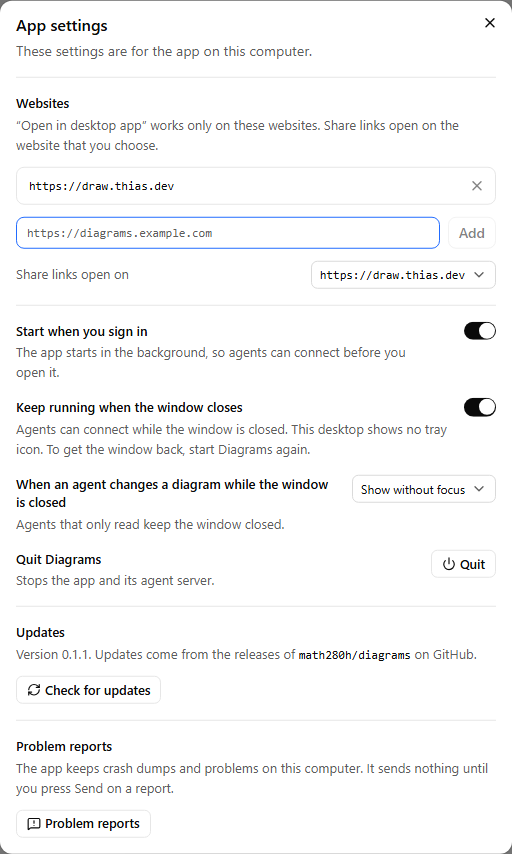 App settings
These settings are for the app on this computer.
Websites
“Open in desktop app” works only on these websites. Share links open on the
website that you choose.
https://draw.thias.dev
https://diagrams.example.com
Add
Share links open on
https://draw.thias.dev
Start when you sign in
The app starts in the background, so agents can connect before you
open it.
Keep running when the window closes
Agents can connect while the window is closed. This desktop shows no tray
icon. To get the window back, start Diagrams again.
When an agent changes a diagram while the window
is closed
Show without focus
Agents that only read keep the window closed.
Quit Diagrams
Quit
Stops the app and its agent server.
Updates
Version 0.1.1. Updates come from the releases of math280h/diagrams on GitHub.
Check for updates
Problem reports
The app keeps crash dumps and problems on this computer. It sends nothing until
you press Send on a report.
Problem reports